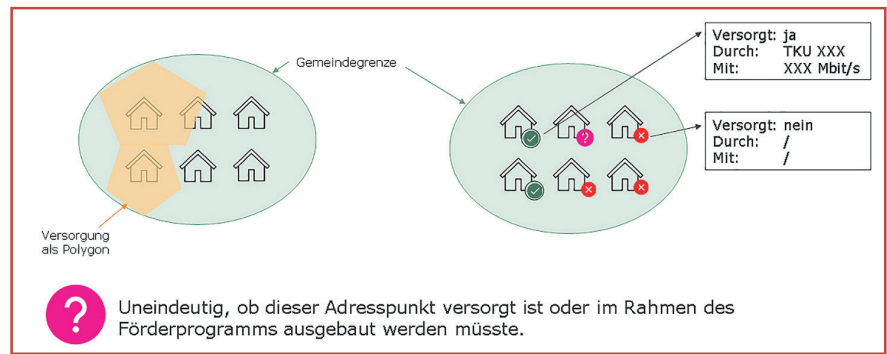 Gemeindegrenze
Versorgt: ja
Durch: TKU XXX
Mit: XXX Mbit/s
Versorgt: nein
Durch: /
Mit: /
Versorgung
als Polygon
?
?
Uneindeutig, ob dieser Adresspunkt versorgt ist oder im Rahmen des
Förderprogramms ausgebaut werden müsste.